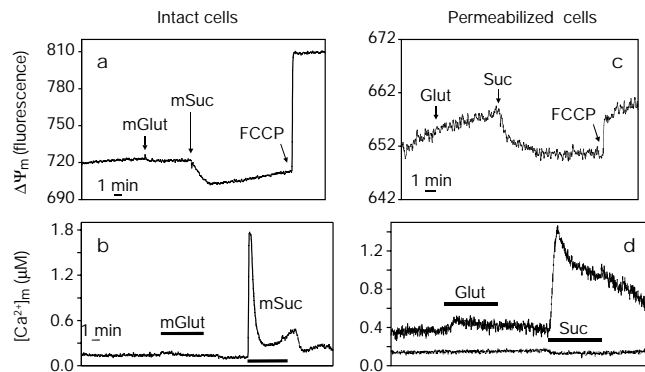 Intact cells
Permeabilized cells
ΔΨm (fluorescence)
810
780
750
720
690
a
mGlut
mSuc
FCCP
1 min
672
662
652
642
c
Glut
Suc
FCCP
1 min
[Ca2+]m (μM)
1.8
1.2
0.6
0.0
b
1 min
mGlut
mSuc
1.2
0.8
0.4
0.0
d
Glut
Suc